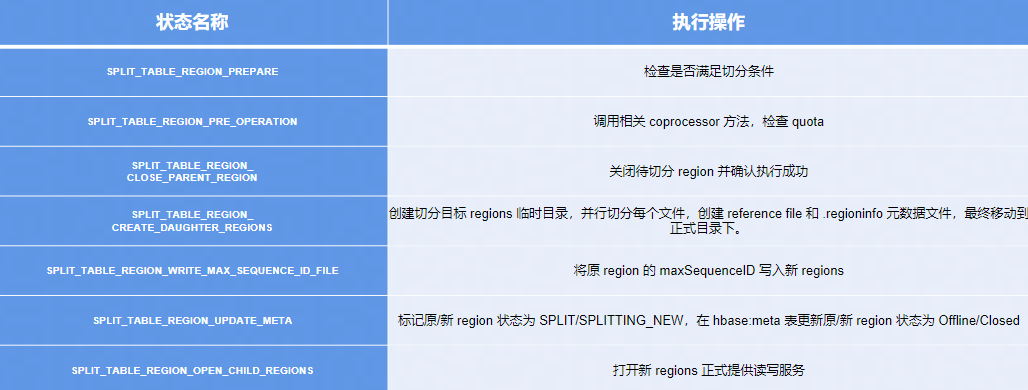 状态名称
执行操作
SPLIT_TABLE_REGION_PREPARE
检查是否满足切分条件
SPLIT_TABLE_REGION_PRE_OPERATION
调用相关 coprocessor 方法，检查 quota
SPLIT_TABLE_REGION_
CLOSE_PARENT_REGION
关闭待切分 region 并确认执行成功
SPLIT_TABLE_REGION_
CREATE_DAUGHTER_REGIONS
创建切分目标 regions 临时目录，并行切分每个文件，创建 reference file 和 .regioninfo 元数据文件，最终移动到
正式目录下。
SPLIT_TABLE_REGION_WRITE_MAX_SEQUENCE_ID_FILE
将原 region 的 maxSequenceID 写入新 regions
SPLIT_TABLE_REGION_UPDATE_META
标记原/新 region 状态为 SPLIT/SPLITTING_NEW，在 hbase:meta 表更新原/新 region 状态为 Offline/Closed
SPLIT_TABLE_REGION_OPEN_CHILD_REGIONS
打开新 regions 正式提供读写服务